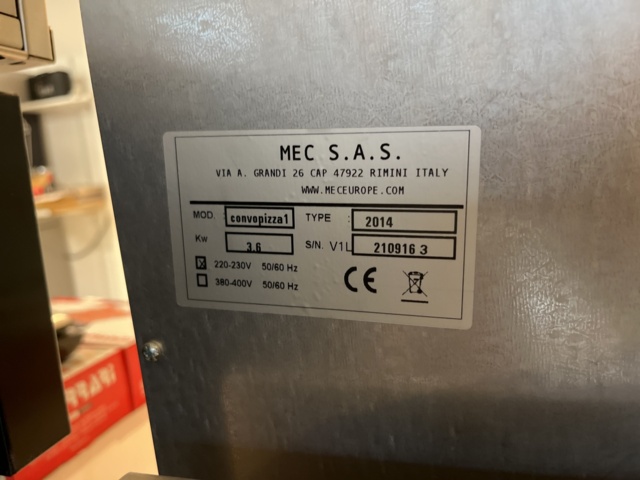 MEC S.A.S.
VIA A. GRANDI 26 CAP 47922 RIMINI ITALY
WWW.MECEUROPE.COM
MOD. convopizza1 TYPE : 2014
Kw 3.6 S/N. V1L 210916 3
220-230V 50/60 Hz
380-400V 50/60 Hz
CE